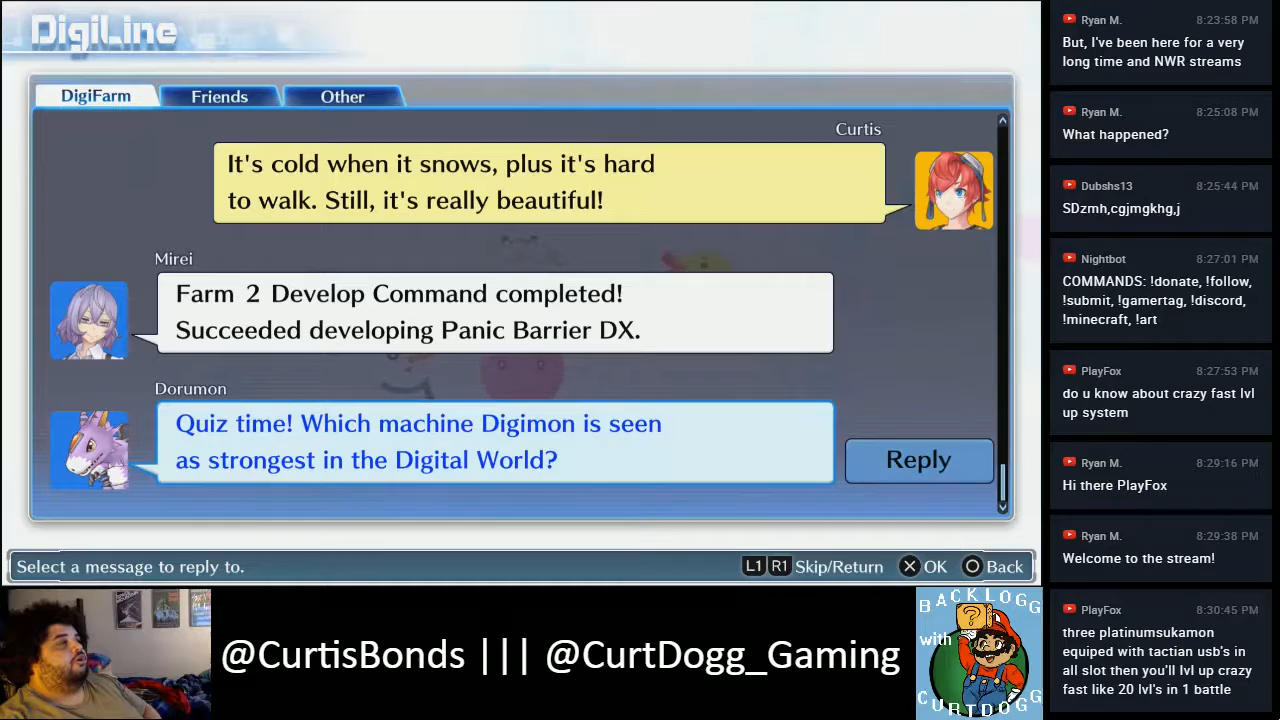 DigiLine
DigiFarm
Friends
Other
Curtis
It's cold when it snows, plus it's hard
to walk. Still, it's really beautiful!
Mirei
Farm 2 Develop Command completed!
Succeeded developing Panic Barrier DX.
Dorumon
Quiz time! Which machine Digimon is seen
as strongest in the Digital World?
Reply
Select a message to reply to.
L1 R1 Skip/Return
OK
Back
@CurtisBonds ||| @CurtDogg_Gaming
BACKLOGG
with
CURTDOGG
Ryan M. 8:23:58 PM
But, I've been here for a very
long time and NWR streams
Ryan M. 8:25:08 PM
What happened?
Dubshs13 8:25:44 PM
SDzmh,cgjmgkhg,j
Nightbot 8:27:01 PM
COMMANDS: !donate, !follow,
!submit, !gamertag, !discord,
!minecraft, !art
PlayFox 8:27:53 PM
do u know about crazy fast lvl
up system
Ryan M. 8:29:16 PM
Hi there PlayFox
Ryan M. 8:29:38 PM
Welcome to the stream!
PlayFox 8:30:45 PM
three platinumsukamon
equiped with tactian usb's in
all slot then you'll lvl up crazy
fast like 20 lvl's in 1 battle